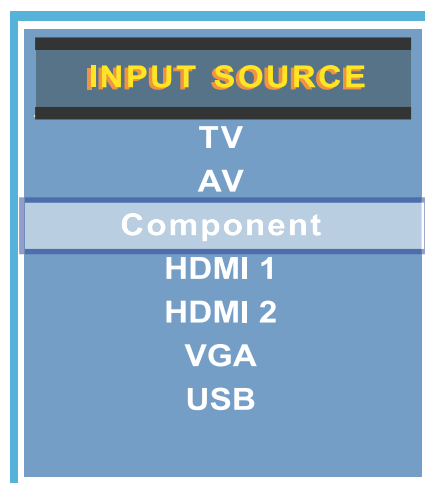 INPUT SOURCE
TV
AV
Component
HDMI 1
HDMI 2
VGA
USB